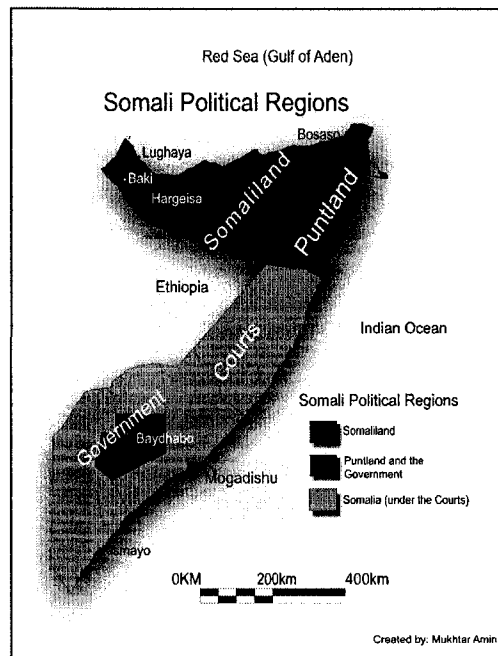 Red Sea (Gulf of Aden)
Somali Political Regions
Bosaso
Lughaya
Baki
Hargeisa
Somaliland
Puntland
Ethiopia
Indian Ocean
Courts
Government
Baydhabo
Mogadishu
Somali Political Regions
Somaliland
Puntland and the
Government
Somalia (under the Courts)
0KM 200km 400km
Created by: Mukhtar Amin